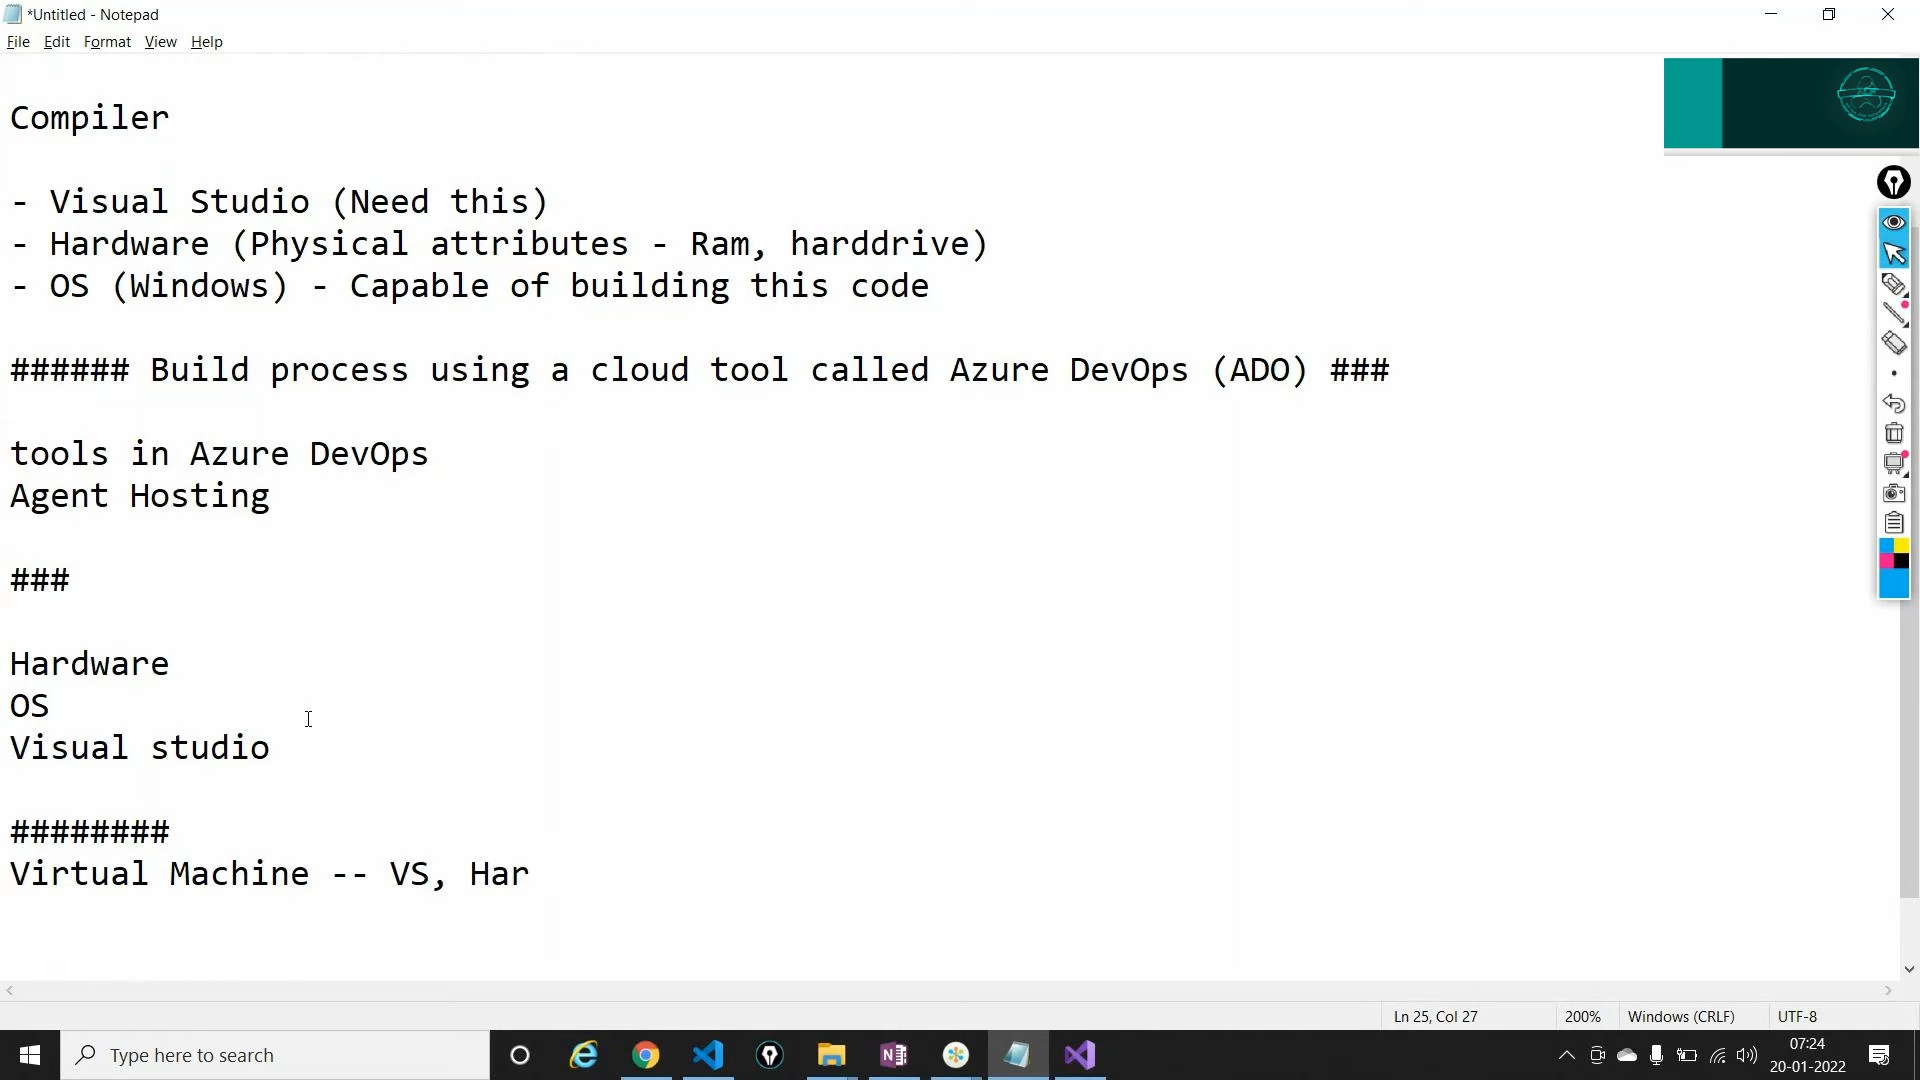 *Untitled - Notepad
File Edit Format View Help
Compiler
- Visual Studio (Need this)
- Hardware (Physical attributes - Ram, harddrive)
- OS (Windows) - Capable of building this code
###### Build process using a cloud tool called Azure DevOps (ADO) ###
tools in Azure DevOps
Agent Hosting
###
Hardware
OS
Visual studio
########
Virtual Machine -- VS, Har
Ln 25, Col 27 200% Windows (CRLF) UTF-8
Type here to search
07:24
20-01-2022